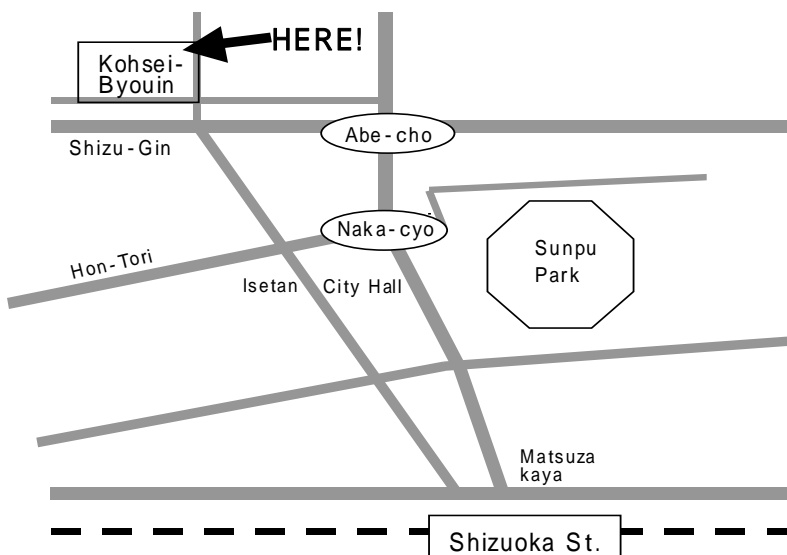 HERE!
Kohsei-
Byouin
Abe-cho
Shizu-Gin
Naka-cyo
Sunpu
Park
Hon-Tori
Isetan
City Hall
Matsuza
kaya
Shizuoka St.